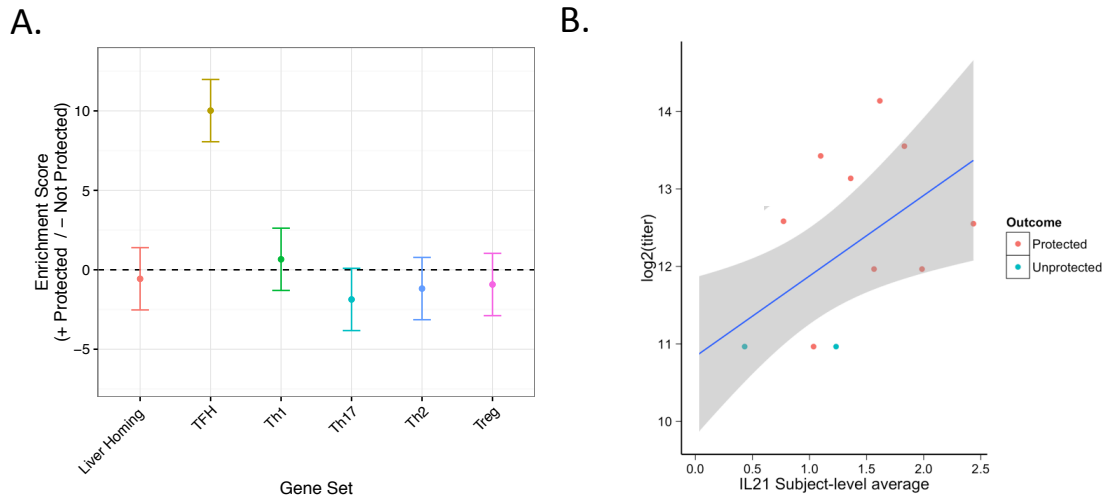 A.
Enrichment Score
(+ Protected / − Not Protected)
10
5
0
−5
Liver Homing
TFH
Th1
Th17
Th2
Treg
Gene Set
B.
log2(titer)
14
13
12
11
10
0.0
0.5
1.0
1.5
2.0
2.5
IL21 Subject-level average
Outcome
Protected
Unprotected